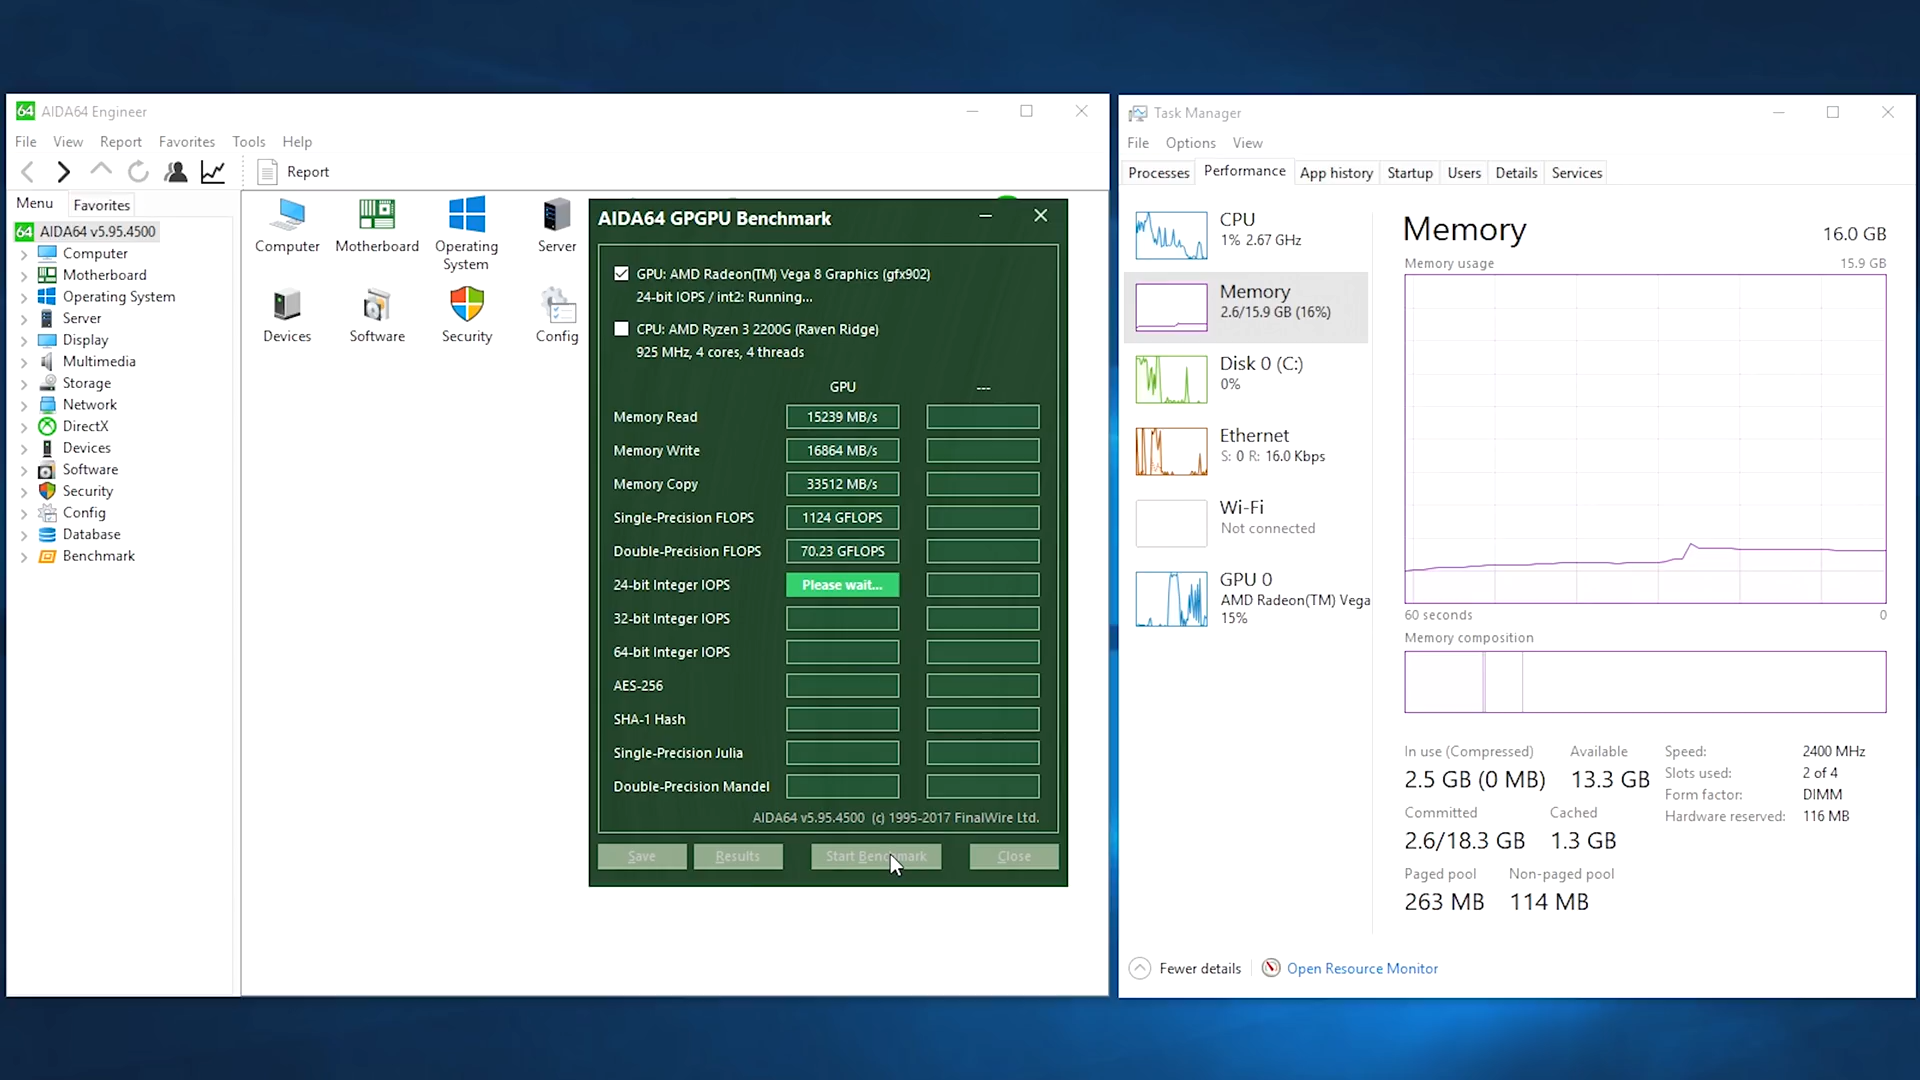 64 AIDA64 Engineer
File View Report Favorites Tools Help
Report
Menu Favorites
64 AIDA64 v5.95.4500
Computer
Motherboard
Operating System
Server
Display
Multimedia
Storage
Network
DirectX
Devices
Software
Security
Config
Database
Benchmark
Computer Motherboard Operating Server
System
Devices Software Security Config
AIDA64 GPGPU Benchmark
GPU: AMD Radeon(TM) Vega 8 Graphics (gfx902)
24-bit IOPS / int2: Running...
CPU: AMD Ryzen 3 2200G (Raven Ridge)
925 MHz, 4 cores, 4 threads
GPU ---
Memory Read 15239 MB/s
Memory Write 16864 MB/s
Memory Copy 33512 MB/s
Single-Precision FLOPS 1124 GFLOPS
Double-Precision FLOPS 70.23 GFLOPS
24-bit Integer IOPS Please wait...
32-bit Integer IOPS
64-bit Integer IOPS
AES-256
SHA-1 Hash
Single-Precision Julia
Double-Precision Mandel
AIDA64 v5.95.4500 (c) 1995-2017 FinalWire Ltd.
Save Results Start Benchmark Close
Task Manager
File Options View
Processes Performance App history Startup Users Details Services
CPU
1% 2.67 GHz
Memory
2.6/15.9 GB (16%)
Disk 0 (C:)
0%
Ethernet
S: 0 R: 16.0 Kbps
Wi-Fi
Not connected
GPU 0
AMD Radeon(TM) Vega
15%
Memory 16.0 GB
Memory usage 15.9 GB
60 seconds 0
Memory composition
In use (Compressed) Available
2.5 GB (0 MB) 13.3 GB
Committed Cached
2.6/18.3 GB 1.3 GB
Paged pool Non-paged pool
263 MB 114 MB
Speed: 2400 MHz
Slots used: 2 of 4
Form factor: DIMM
Hardware reserved: 116 MB
Fewer details Open Resource Monitor